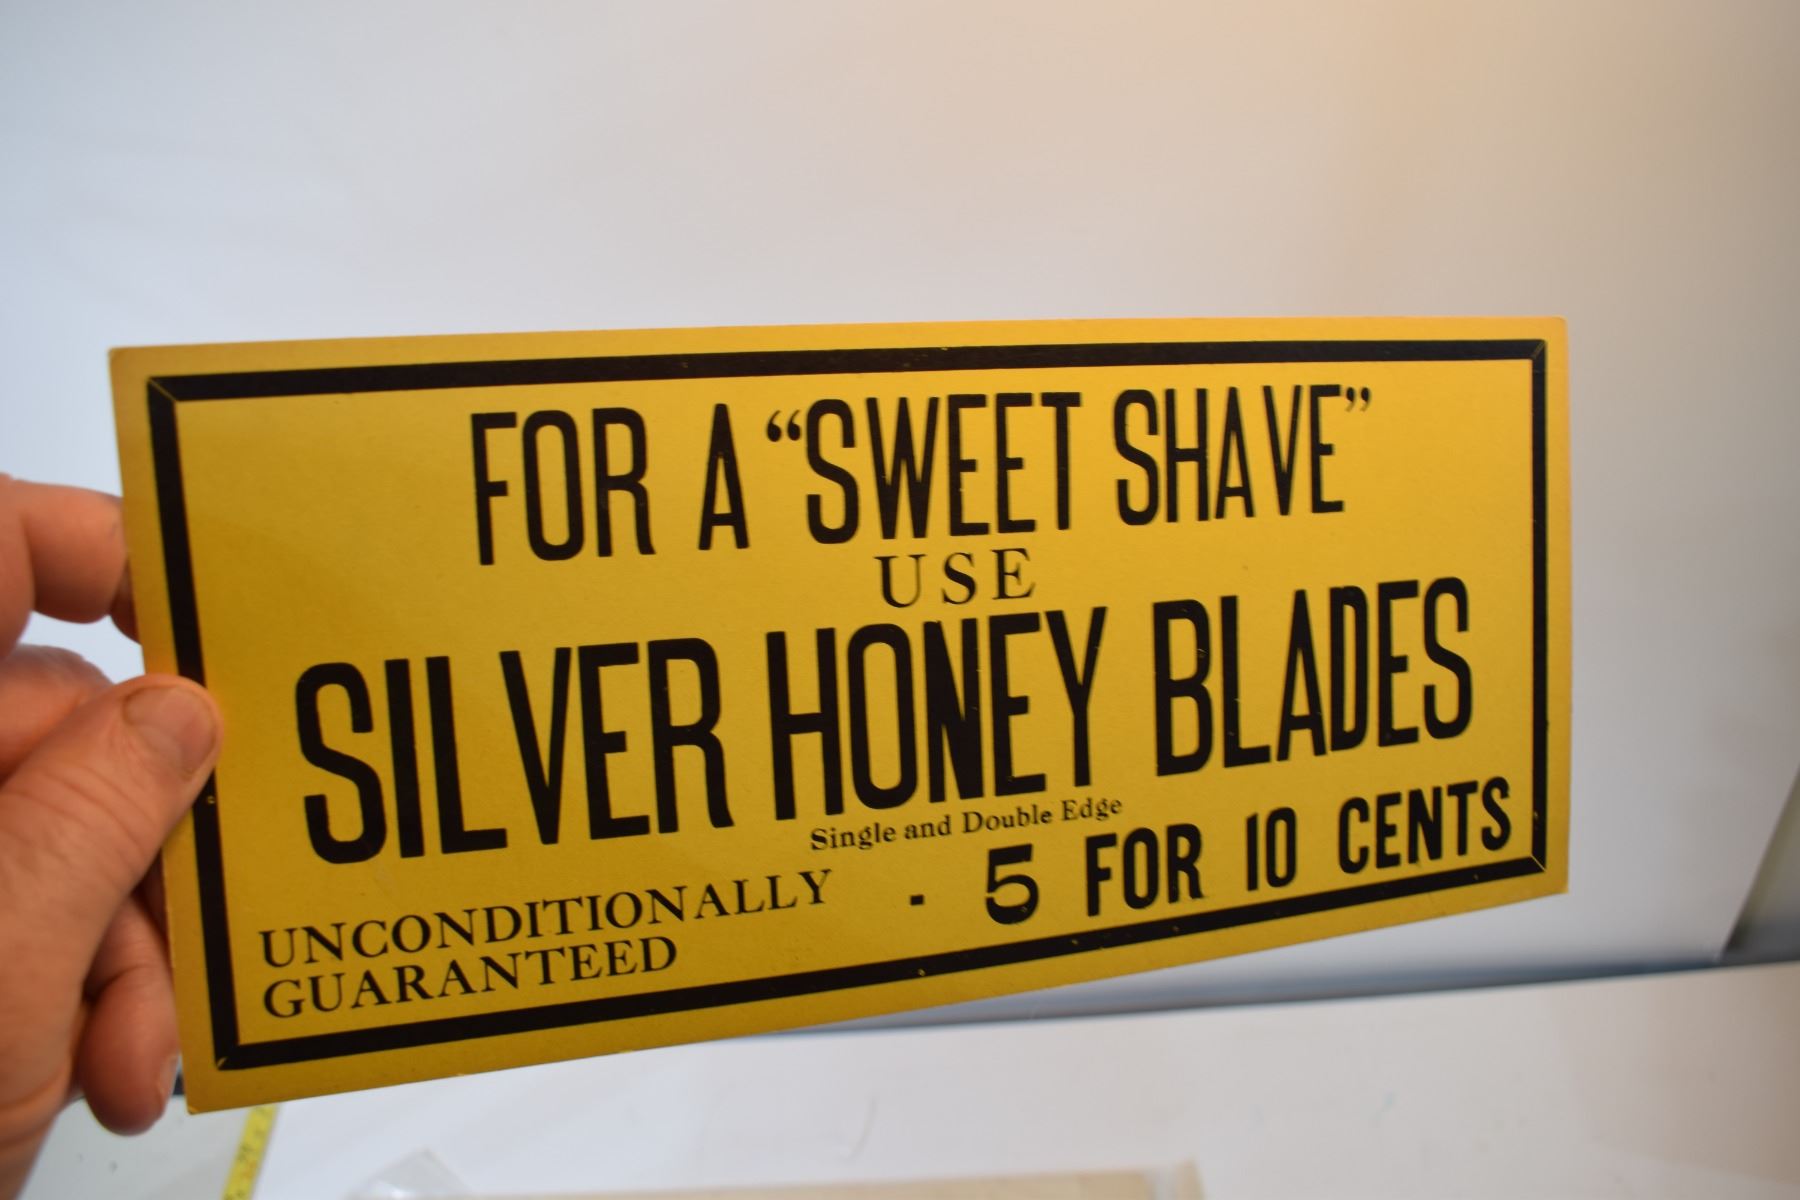 FOR A “SWEET SHAVE”
USE
SILVER HONEY BLADES
Single and Double Edge
UNCONDITIONALLY
GUARANTEED
- 5 FOR 10 CENTS